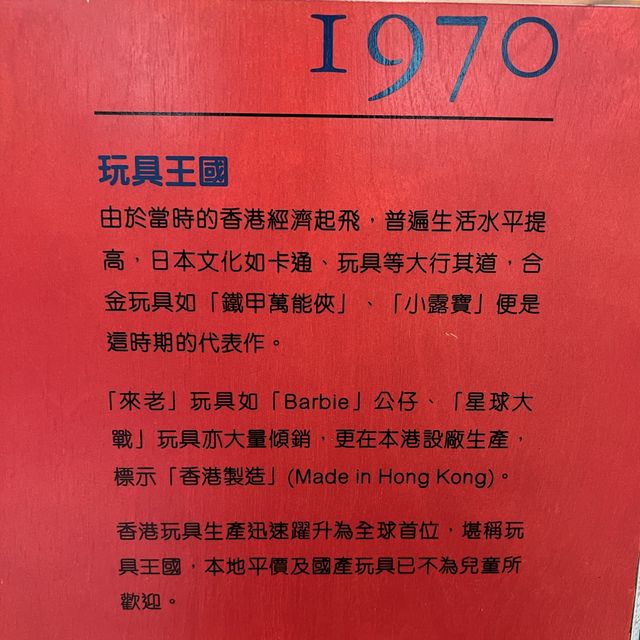 1970
玩具王國
由於當時的香港經濟起飛，普遍生活水平提
高，日本文化如卡通、玩具等大行其道，合
金玩具如「鐵甲萬能俠」、「小露寶」便是
這時期的代表作。
「來老」玩具如「Barbie」公仔、「星球大
戰」玩具亦大量傾銷，更在本港設廠生產，
標示「香港製造」(Made in Hong Kong)。
香港玩具生產迅速躍升為全球首位，堪稱玩
具王國，本地平價及國產玩具已不為兒童所
歡迎。